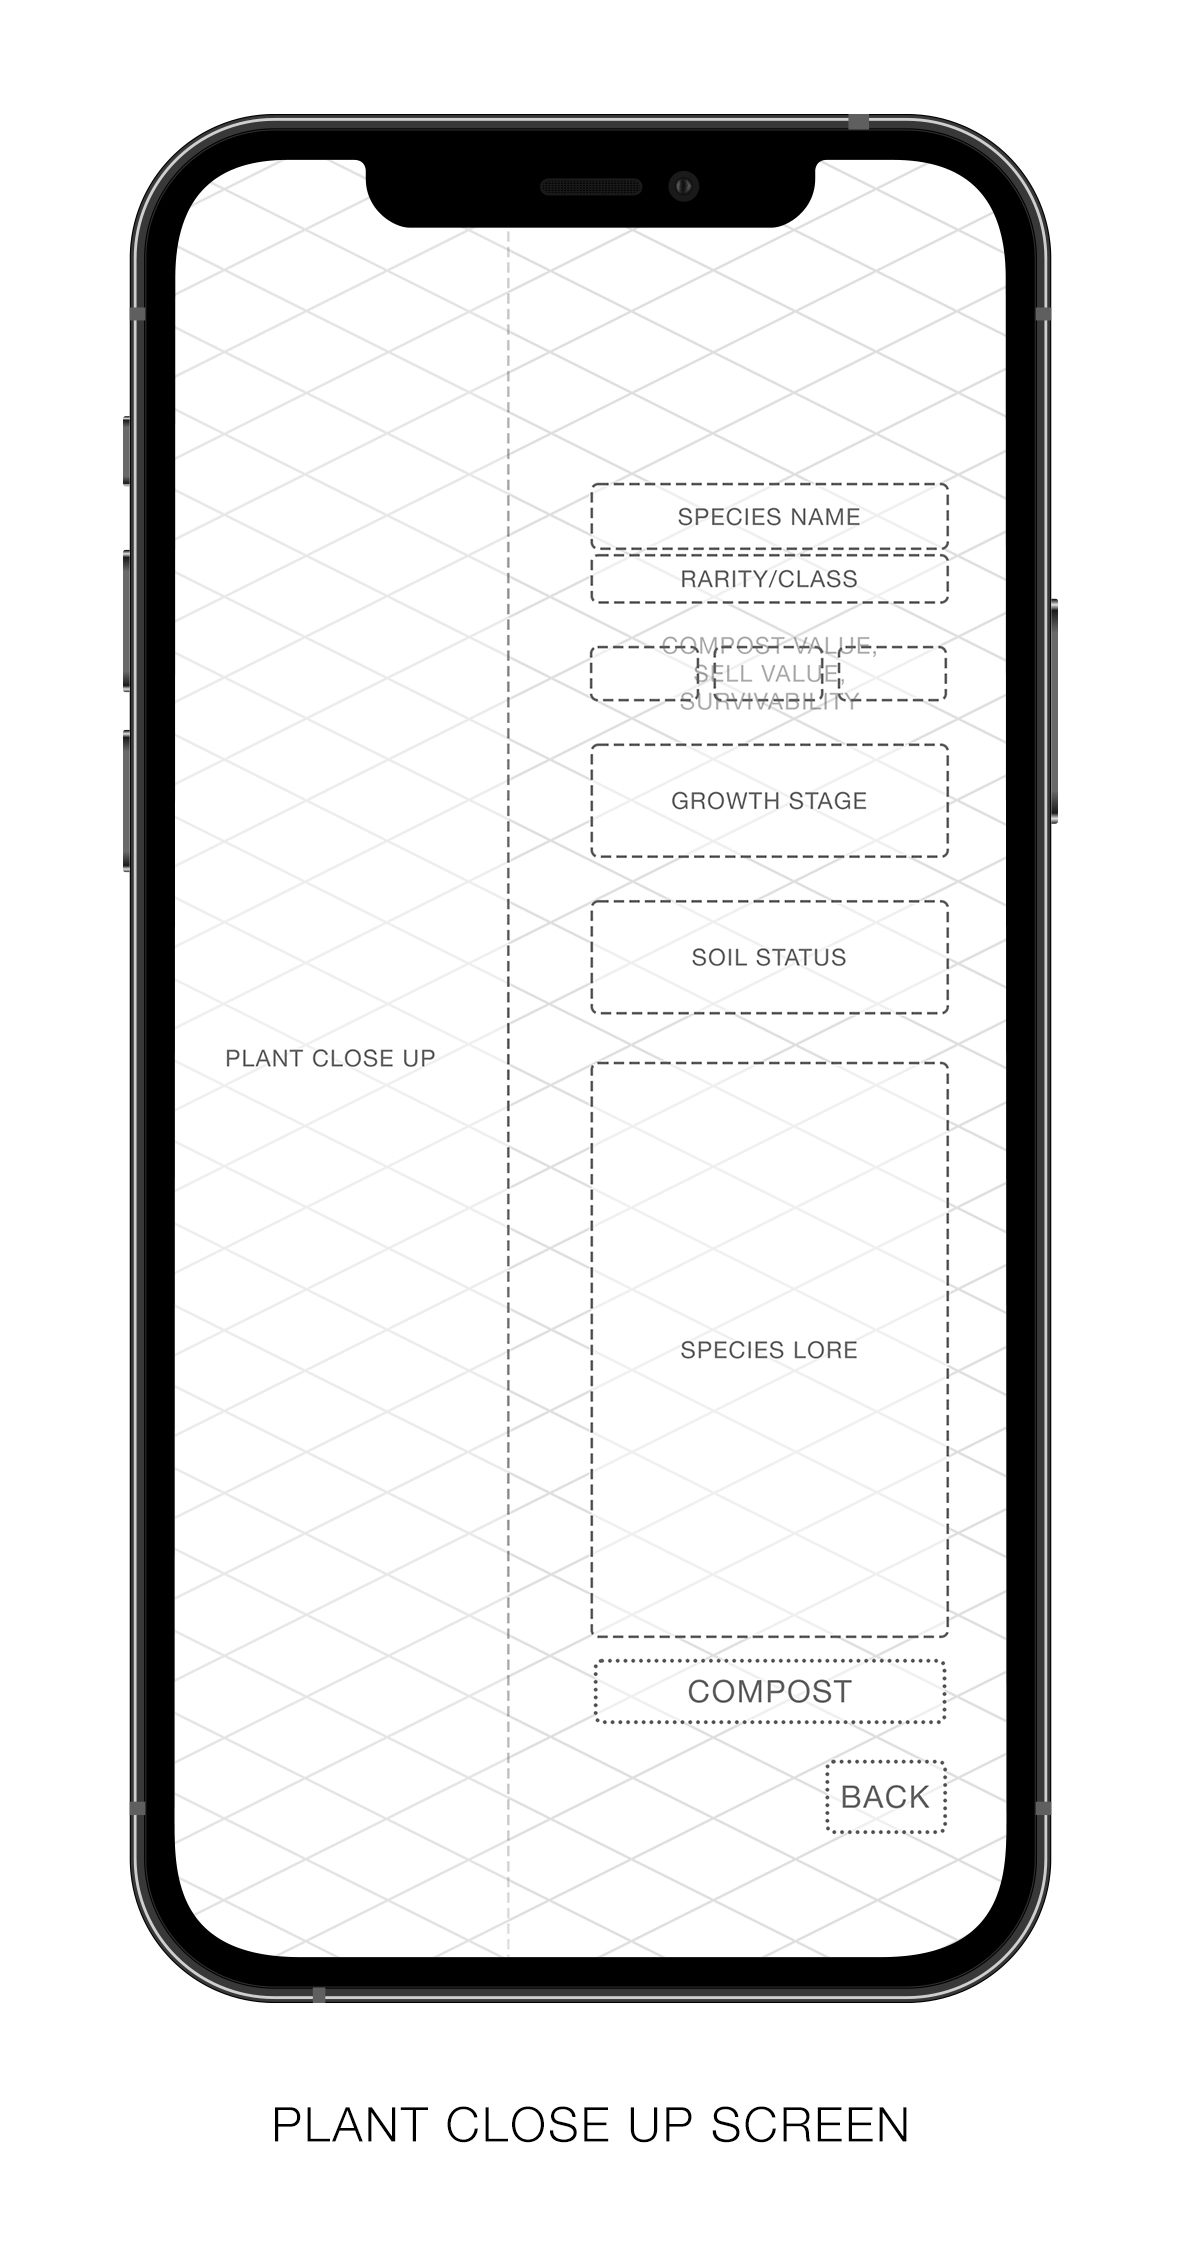 SPECIES NAME
RARITY/CLASS
COMPOST VALUE,
SELL VALUE,
SURVIVABILITY
GROWTH STAGE
SOIL STATUS
PLANT CLOSE UP
SPECIES LORE
COMPOST
BACK
PLANT CLOSE UP SCREEN